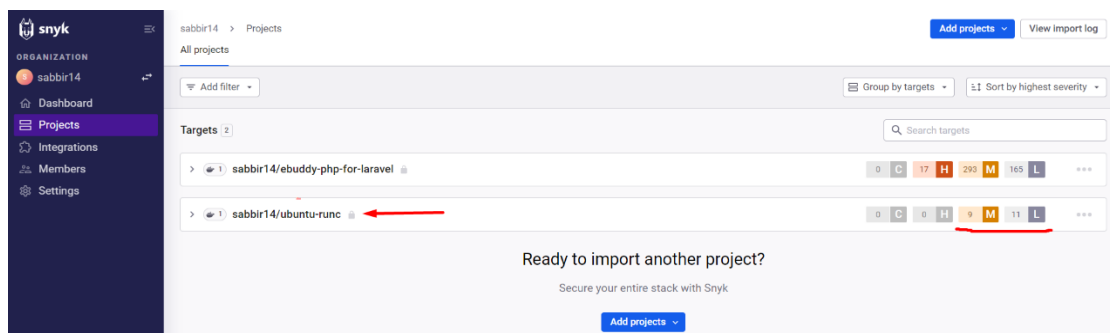 snyk
ORGANIZATION
S sabbir14
Dashboard
Projects
Integrations
Members
Settings
sabbir14 > Projects
Add projects
View import log
All projects
Add filter
Group by targets
Sort by highest severity
Targets 2
Search targets
1 sabbir14/ebuddy-php-for-laravel 0 C 17 H 293 M 165 L
1 sabbir14/ubuntu-runc 0 C 0 H 9 M 11 L
Ready to import another project?
Secure your entire stack with Snyk
Add projects